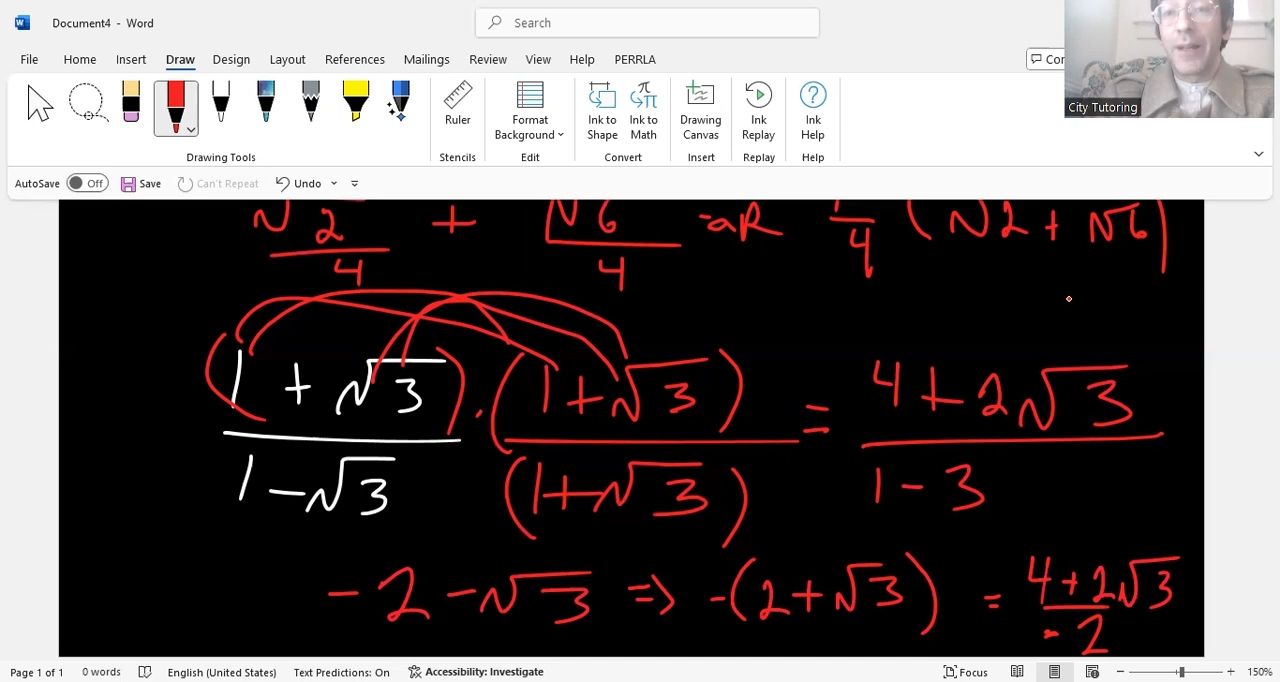 Document4 - Word
Search
File Home Insert Draw Design Layout References Mailings Review View Help PERRLA
Ruler
Format Background
Ink to Shape
Ink to Math
Drawing Canvas
Ink Replay
Ink Help
Drawing Tools Stencils Edit Convert Insert Replay Help
City Tutoring
AutoSave Off Save Can't Repeat Undo
√2/4 + √6/4 = OR 1/4 (√2 + √6)
(1 + √3)/(1 - √3) · (1 + √3)/(1 + √3) = (4 + 2√3)/(1 - 3)
-2 - √3 => -(2 + √3) = (4 + 2√3)/-2
Page 1 of 1 0 words English (United States) Text Predictions: On Accessibility: Investigate Focus 150%